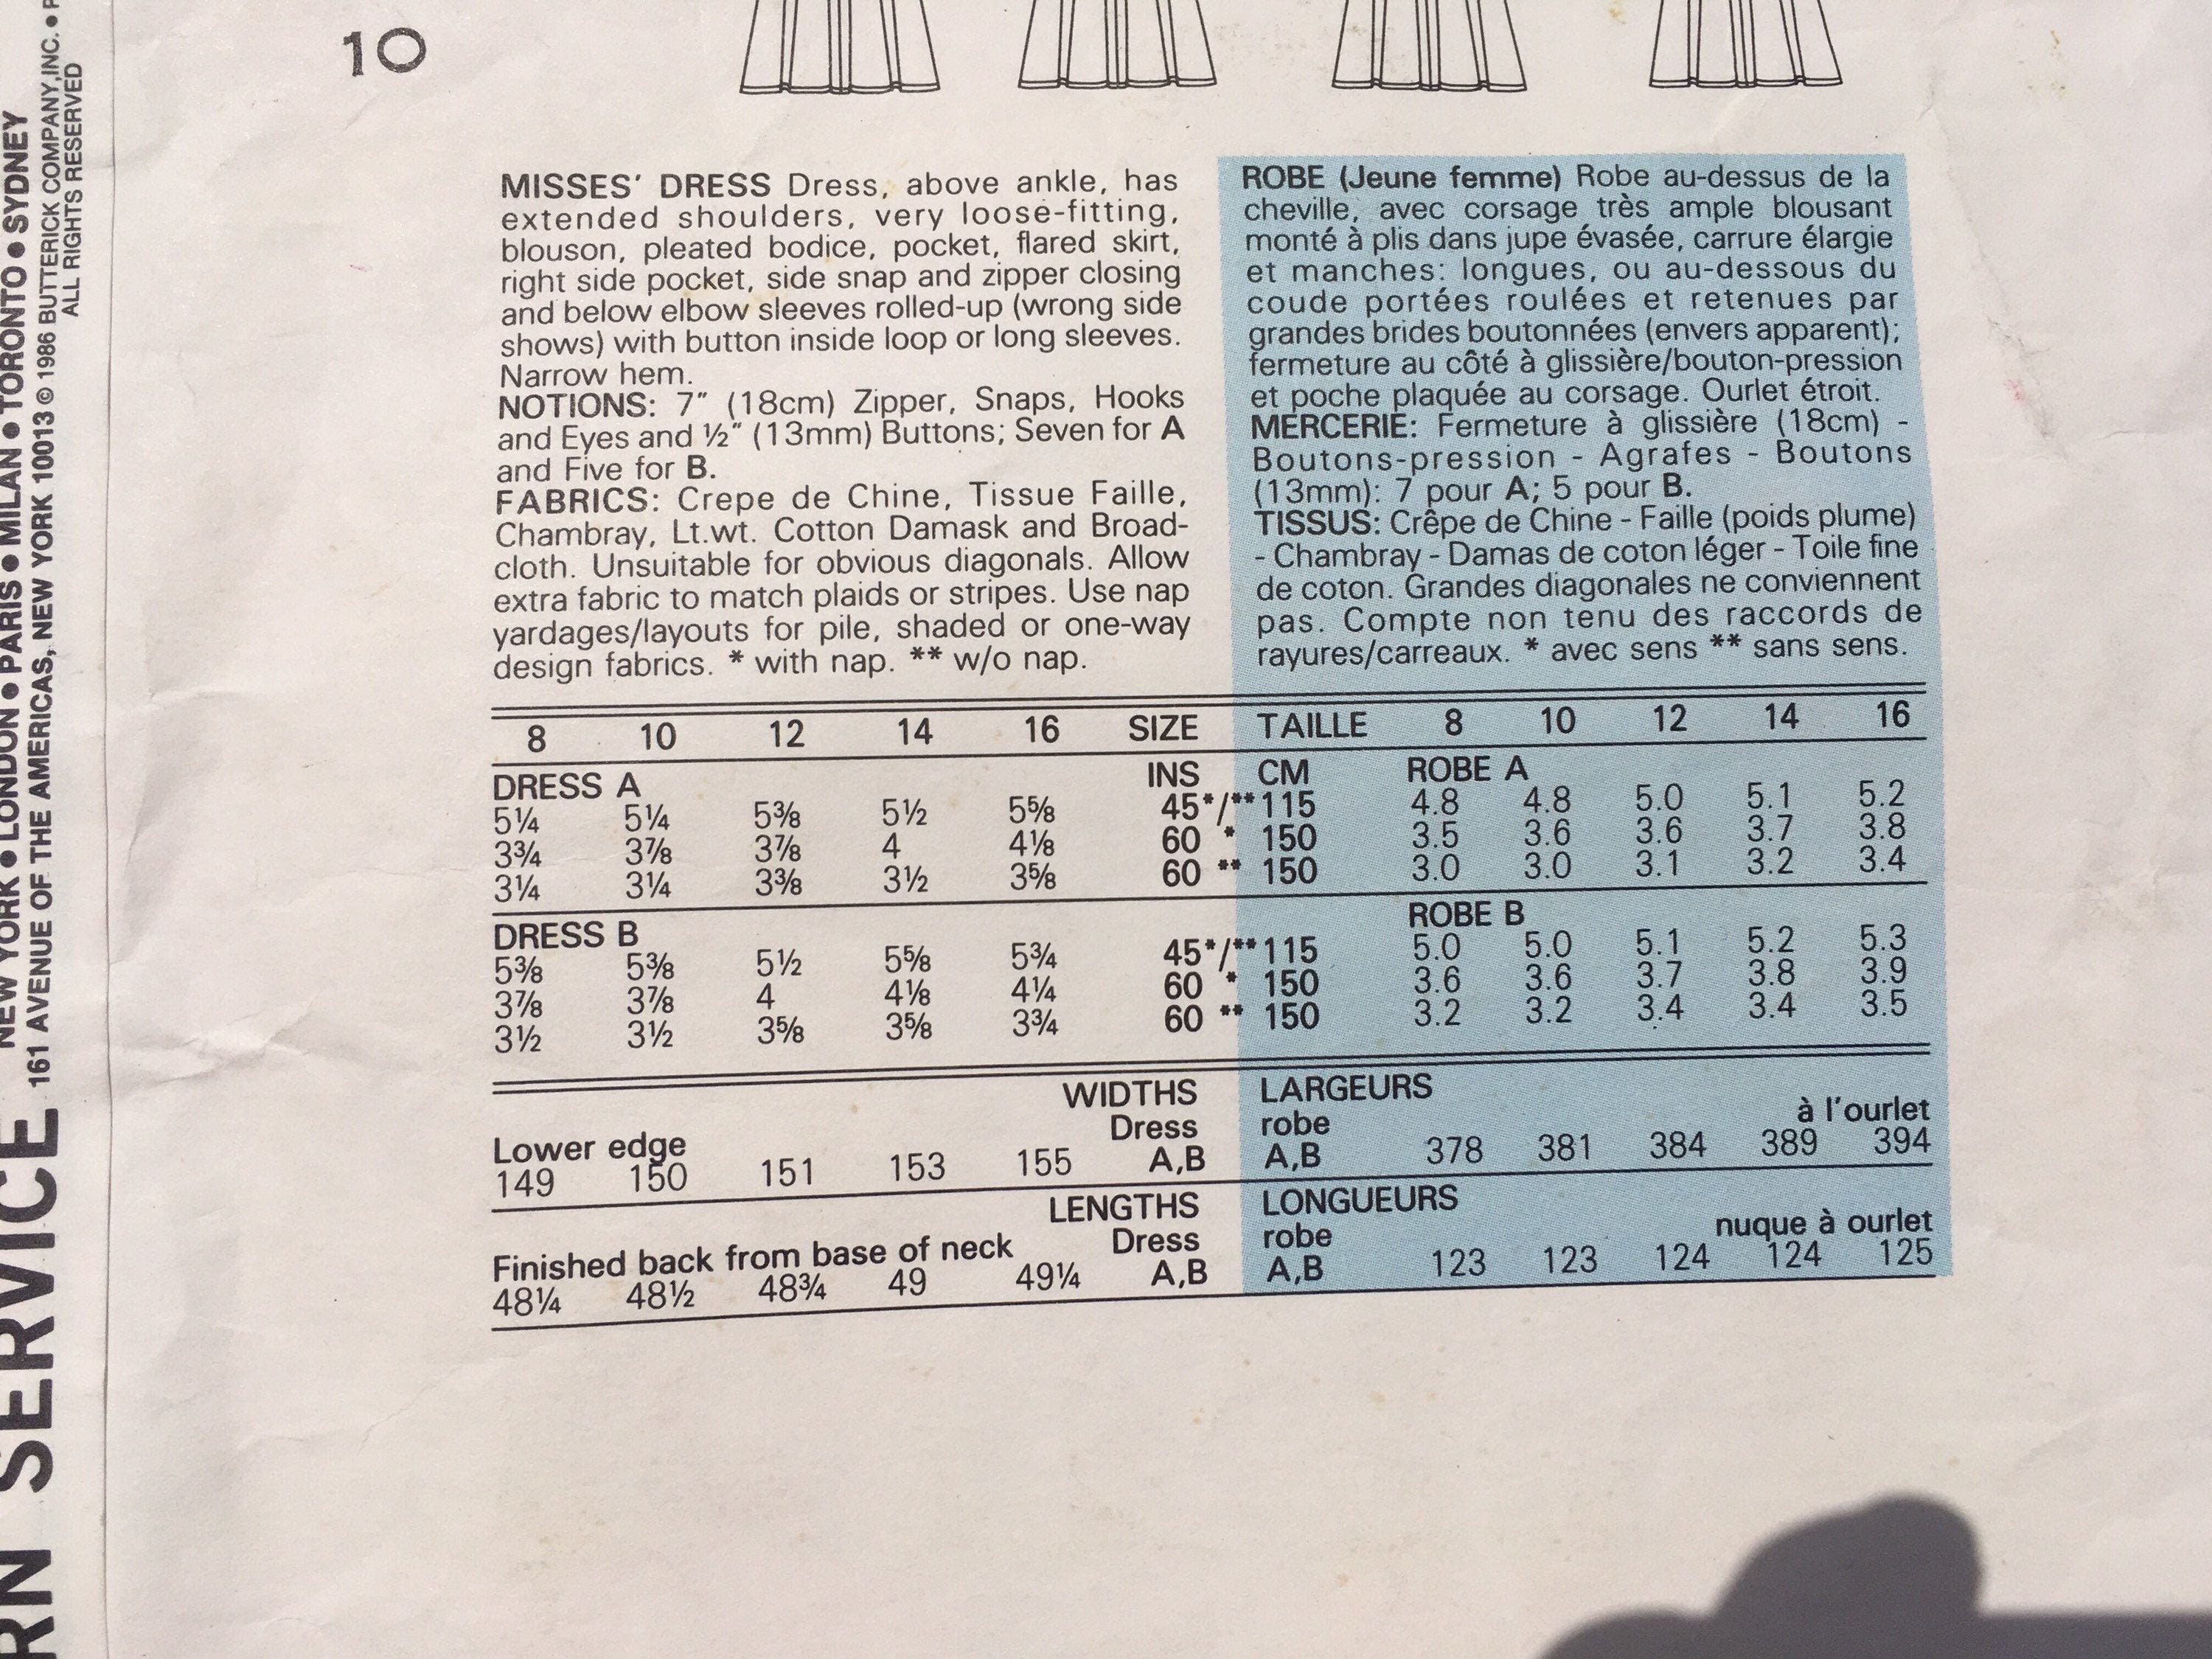 10
MISSES' DRESS Dress, above ankle, has
extended shoulders, very loose-fitting,
blouson, pleated bodice, pocket, flared skirt,
right side pocket, side snap and zipper closing
and below elbow sleeves rolled-up (wrong side
shows) with button inside loop or long sleeves.
Narrow hem.
NOTIONS: 7" (18cm) Zipper, Snaps, Hooks
and Eyes and ½" (13mm) Buttons; Seven for A
and Five for B.
FABRICS: Crepe de Chine, Tissue Faille,
Chambray, Lt.wt. Cotton Damask and Broad-
cloth. Unsuitable for obvious diagonals. Allow
extra fabric to match plaids or stripes. Use nap
yardages/layouts for pile, shaded or one-way
design fabrics. * with nap. ** w/o nap.
ROBE (Jeune femme) Robe au-dessus de la
cheville, avec corsage très ample blousant
monté à plis dans jupe évasée, carrure élargie
et manches: longues, ou au-dessous du
coude portées roulées et retenues par
grandes brides boutonnées (envers apparent);
fermeture au côté à glissière/bouton-pression
et poche plaquée au corsage. Ourlet étroit.
MERCERIE: Fermeture à glissière (18cm) -
Boutons-pression - Agrafes - Boutons
(13mm): 7 pour A; 5 pour B.
TISSUS: Crêpe de Chine - Faille (poids plume)
- Chambray - Damas de coton léger - Toile fine
de coton. Grandes diagonales ne conviennent
pas. Compte non tenu des raccords de
rayures/carreaux. * avec sens ** sans sens.
8 10 12 14 16 SIZE TAILLE 8 10 12 14 16
DRESS A INS CM ROBE A
5¼ 5¼ 5⅜ 5½ 5⅝ 45*/**115 4.8 4.8 5.0 5.1 5.2
3¾ 3⅞ 3⅞ 4 4⅛ 60 * 150 3.5 3.6 3.6 3.7 3.8
3¼ 3¼ 3⅜ 3½ 3⅝ 60 ** 150 3.0 3.0 3.1 3.2 3.4
DRESS B ROBE B
5⅜ 5⅜ 5½ 5⅝ 5¾ 45*/**115 5.0 5.0 5.1 5.2 5.3
3⅞ 3⅞ 4 4⅛ 4¼ 60 * 150 3.6 3.6 3.7 3.8 3.9
3½ 3½ 3⅝ 3⅝ 3¾ 60 ** 150 3.2 3.2 3.4 3.4 3.5
WIDTHS LARGEURS
Lower edge Dress robe à l'ourlet
149 150 151 153 155 A,B A,B 378 381 384 389 394
LENGTHS LONGUEURS
Finished back from base of neck Dress robe nuque à ourlet
48¼ 48½ 48¾ 49 49¼ A,B A,B 123 123 124 124 125
RN SERVICE
NEW YORK • LONDON • PARIS • MILAN • TORONTO • SYDNEY
161 AVENUE OF THE AMERICAS, NEW YORK 10013 © 1986 BUTTERICK COMPANY,INC. •
ALL RIGHTS RESERVED